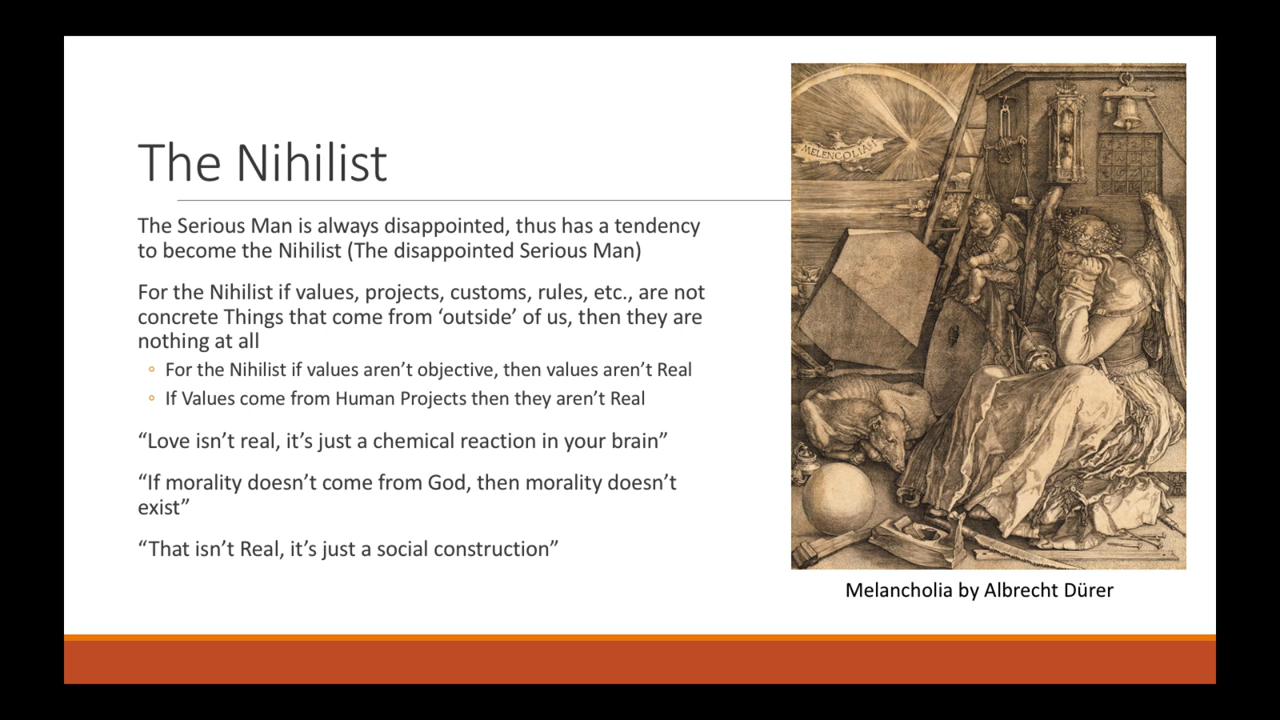 The Nihilist
The Serious Man is always disappointed, thus has a tendency
to become the Nihilist (The disappointed Serious Man)
For the Nihilist if values, projects, customs, rules, etc., are not
concrete Things that come from ‘outside’ of us, then they are
nothing at all
◦ For the Nihilist if values aren’t objective, then values aren’t Real
◦ If Values come from Human Projects then they aren’t Real
“Love isn’t real, it’s just a chemical reaction in your brain”
“If morality doesn’t come from God, then morality doesn’t
exist”
“That isn’t Real, it’s just a social construction”
MELENCOLIA
Melancholia by Albrecht Dürer